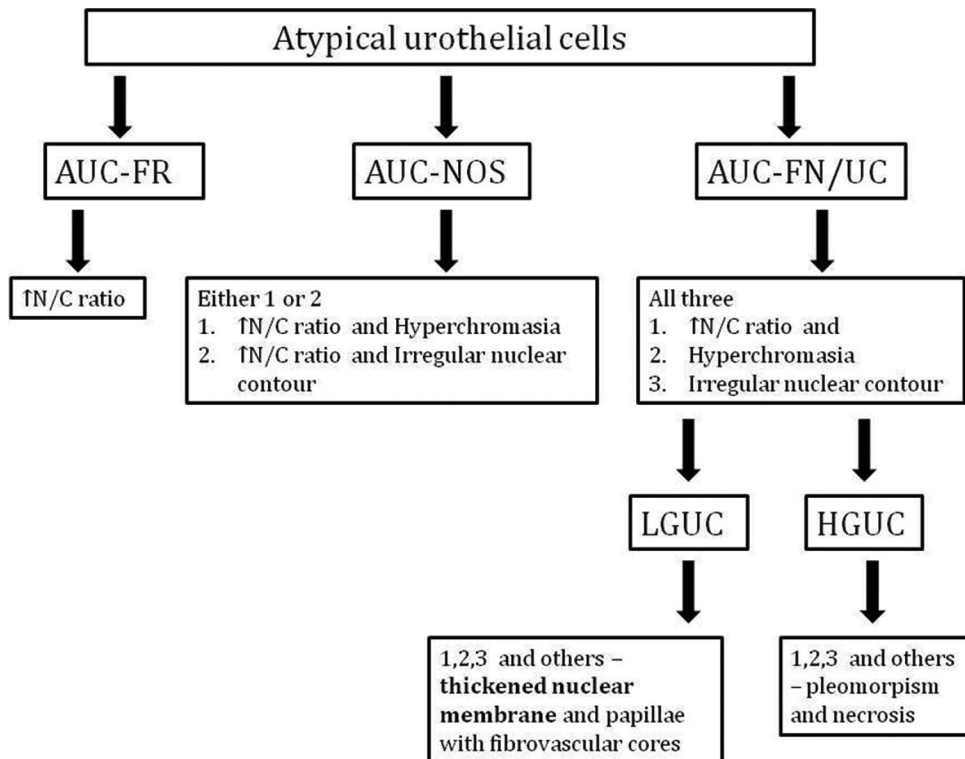 Atypical urothelial cells
AUC-FR
AUC-NOS
AUC-FN/UC
↑N/C ratio
Either 1 or 2
1. ↑N/C ratio and Hyperchromasia
2. ↑N/C ratio and Irregular nuclear
contour
All three
1. ↑N/C ratio and
2. Hyperchromasia
3. Irregular nuclear contour
LGUC
HGUC
1,2,3 and others –
thickened nuclear
membrane and papillae
with fibrovascular cores
1,2,3 and others
– pleomorpism
and necrosis